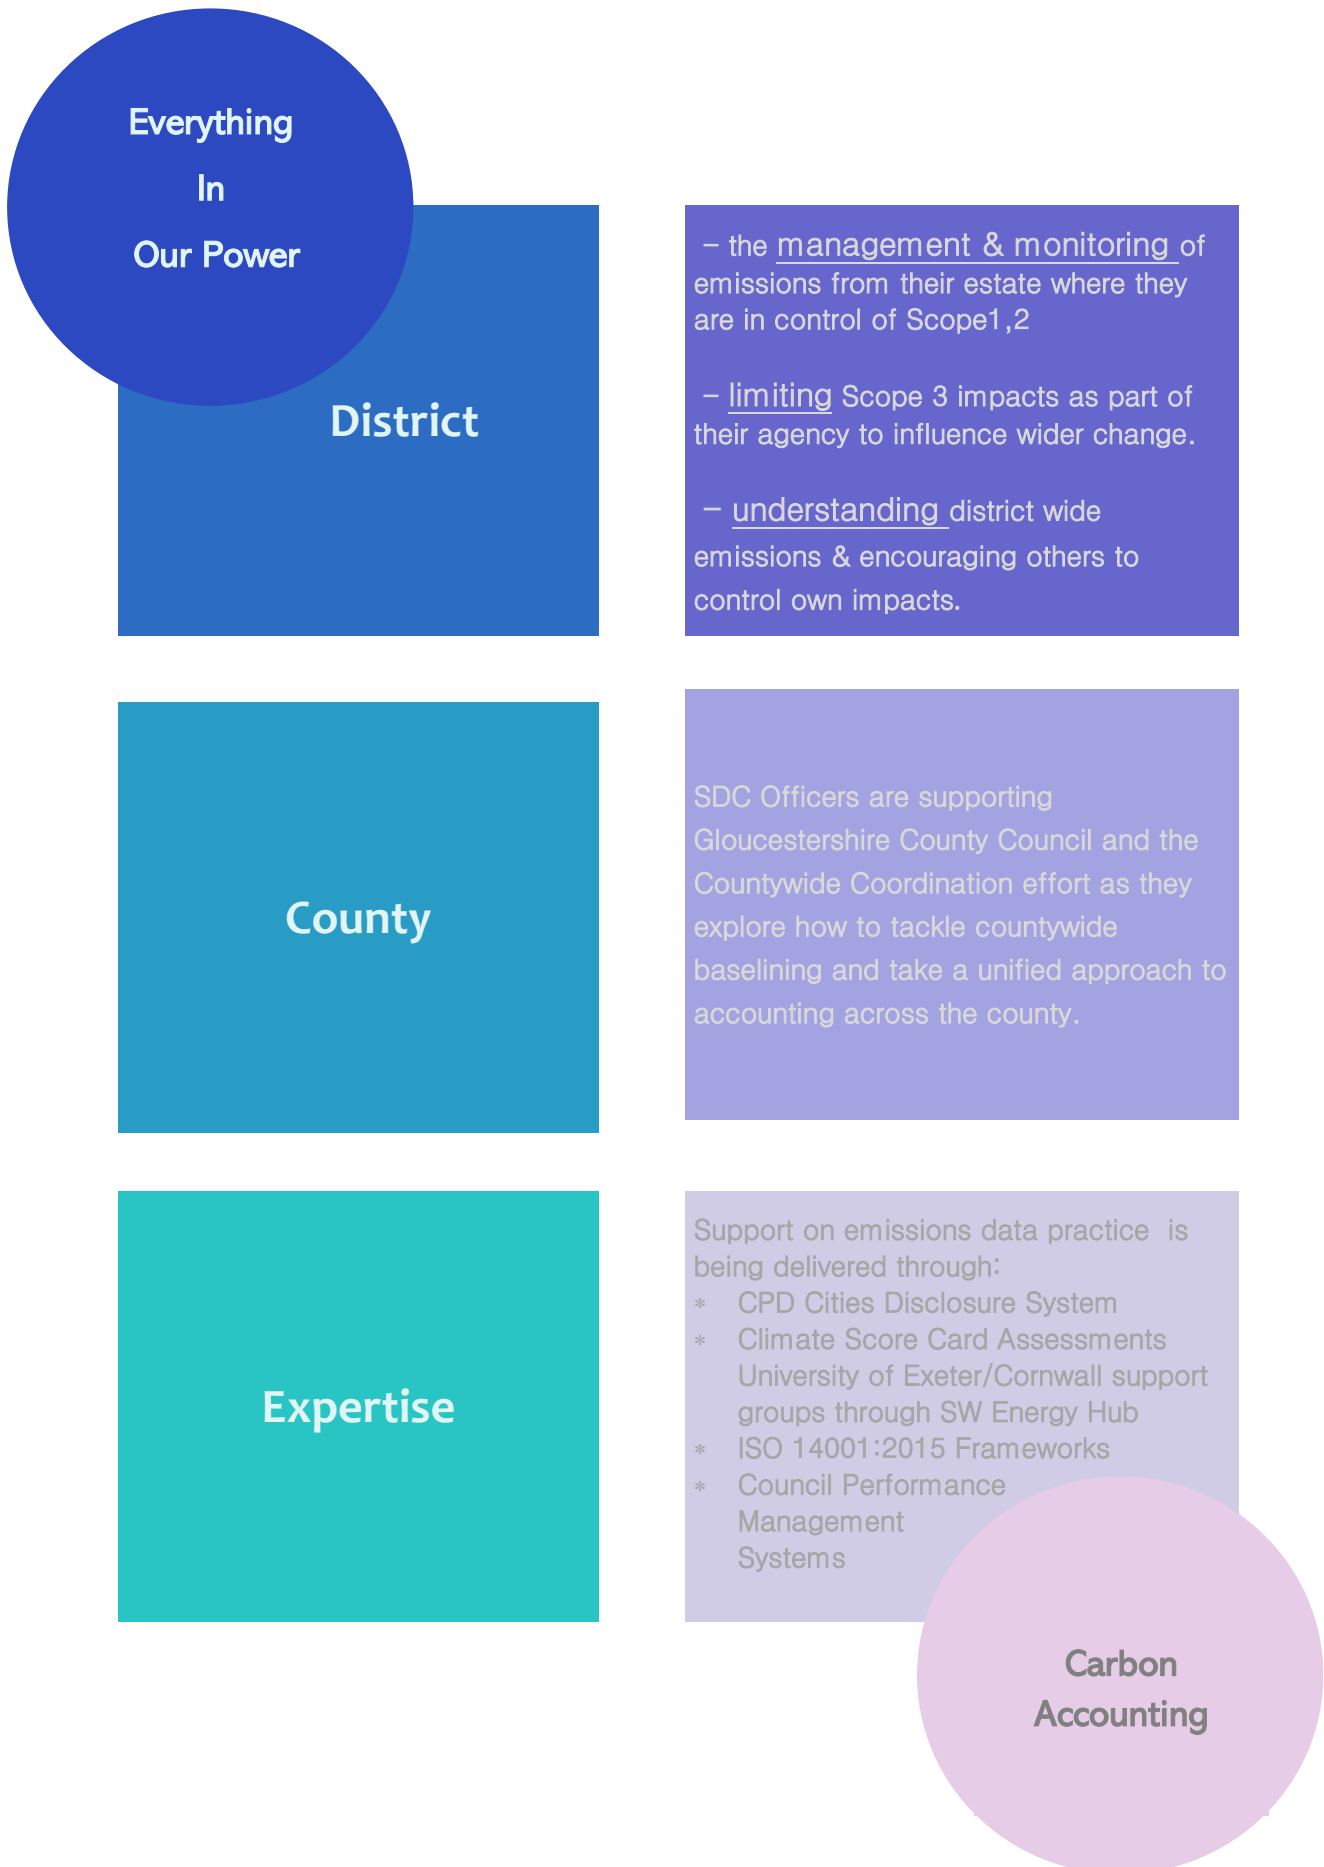 Everything
In
Our Power
District
– the management & monitoring of
emissions from their estate where they
are in control of Scope1,2
– limiting Scope 3 impacts as part of
their agency to influence wider change.
– understanding district wide
emissions & encouraging others to
control own impacts.
County
SDC Officers are supporting
Gloucestershire County Council and the
Countywide Coordination effort as they
explore how to tackle countywide
baselining and take a unified approach to
accounting across the county.
Expertise
Support on emissions data practice is
being delivered through:
* CPD Cities Disclosure System
* Climate Score Card Assessments
University of Exeter/Cornwall support
groups through SW Energy Hub
* ISO 14001:2015 Frameworks
* Council Performance
Management
Systems
Carbon
Accounting